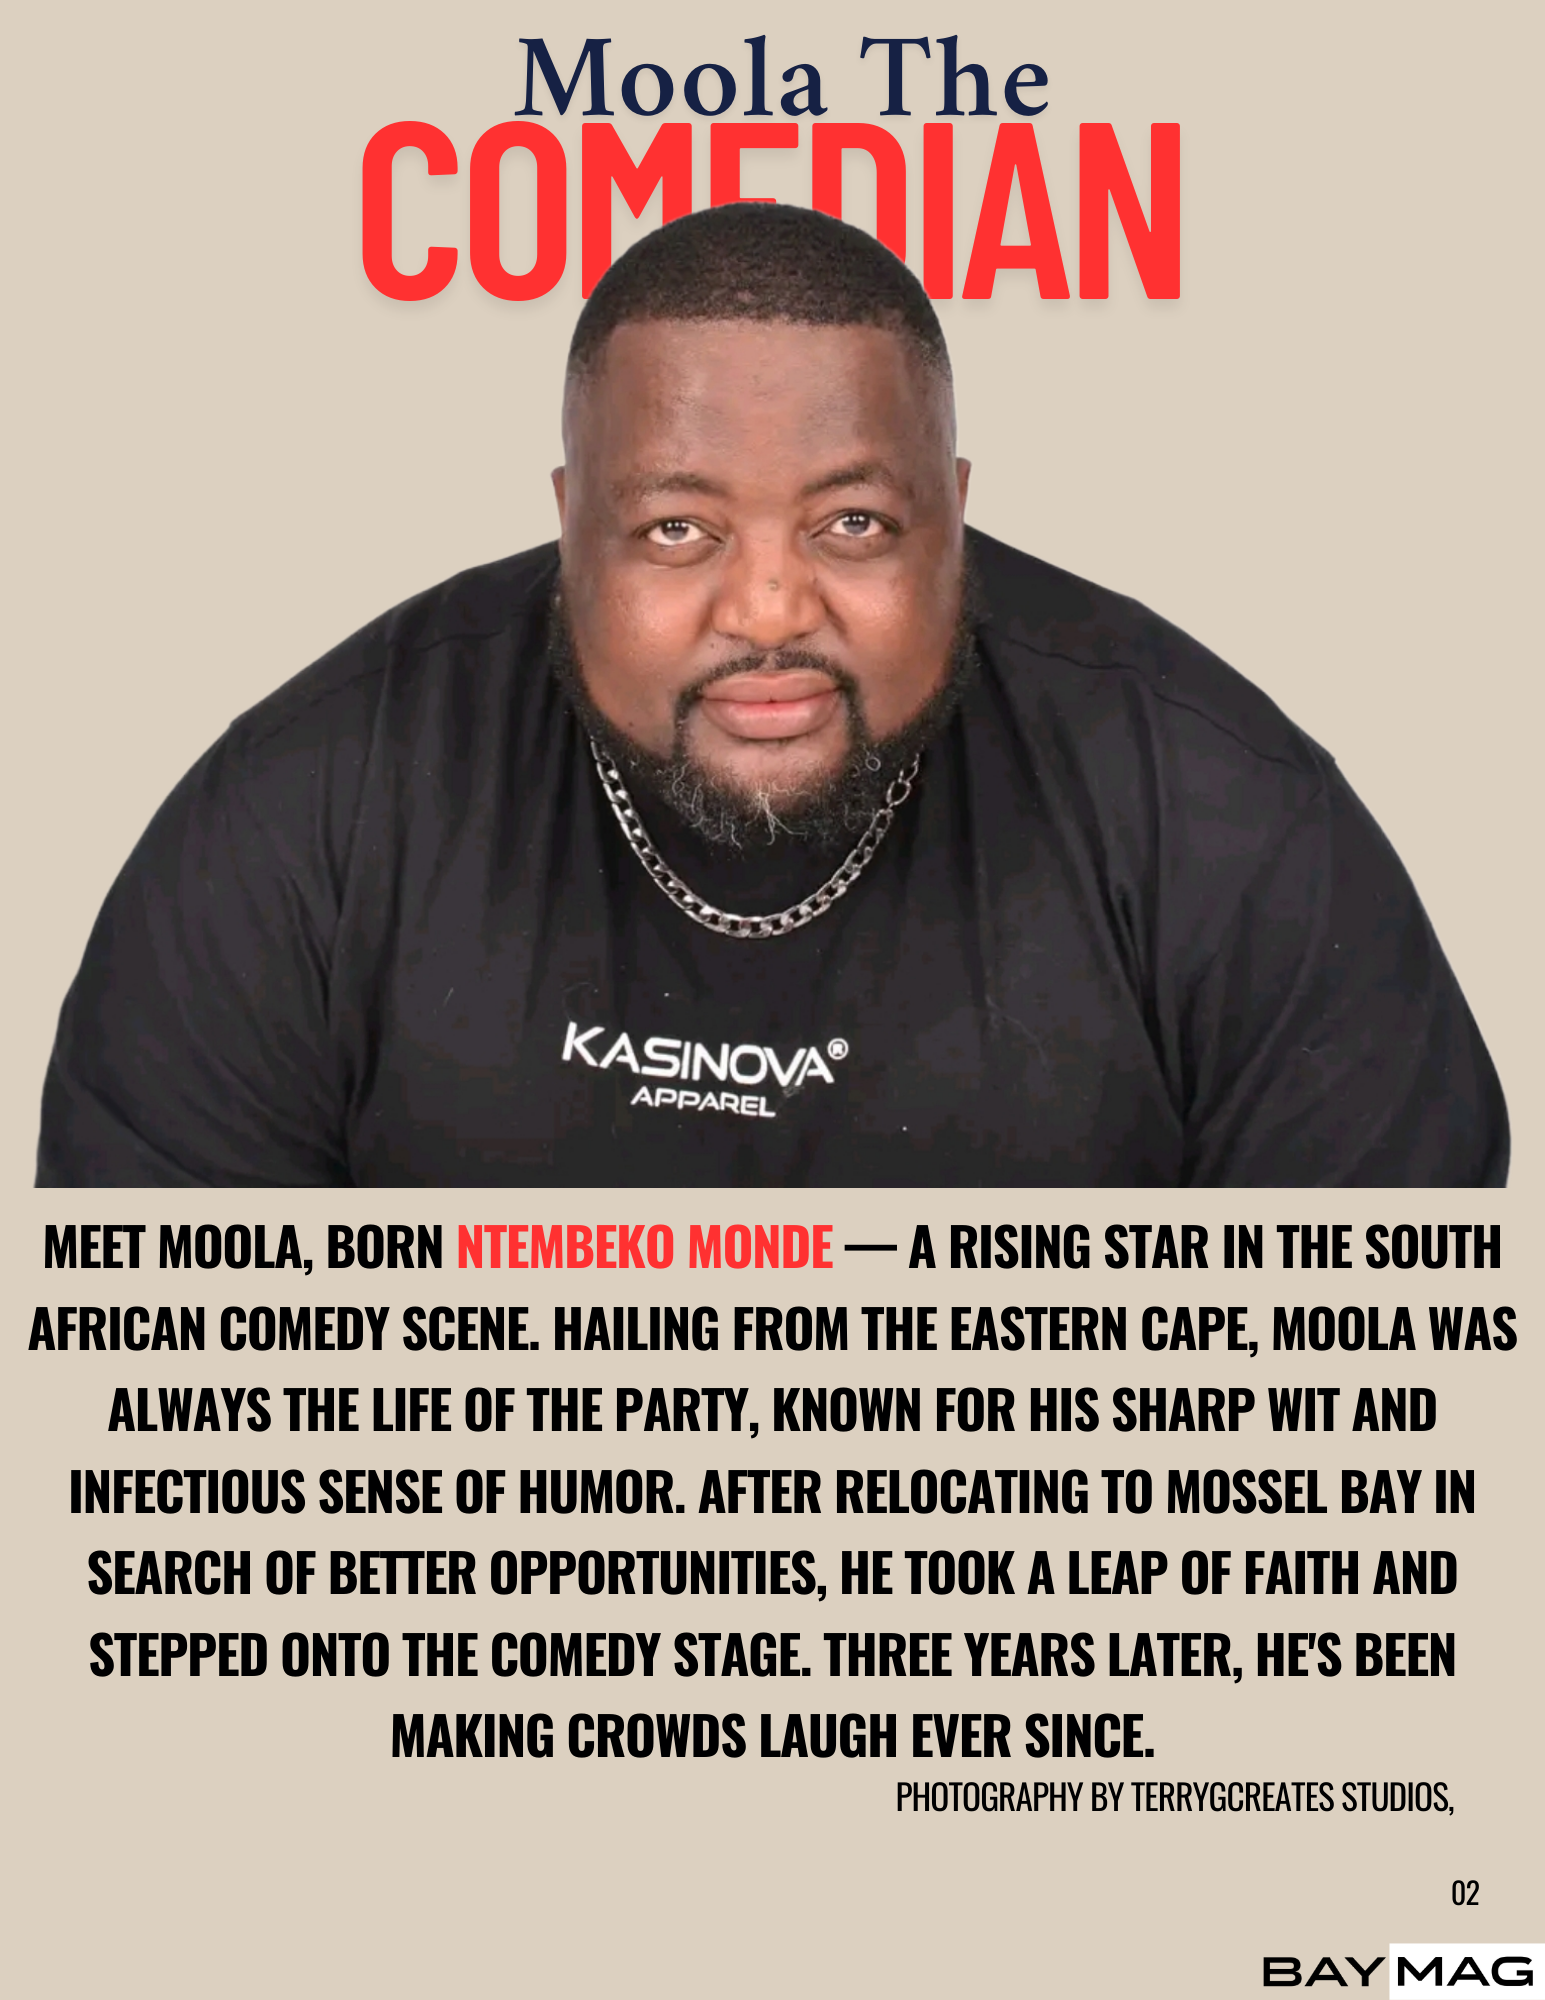 Moola The
COMEDIAN
KASINOVA®
APPAREL
MEET MOOLA, BORN NTEMBEKO MONDE — A RISING STAR IN THE SOUTH
AFRICAN COMEDY SCENE. HAILING FROM THE EASTERN CAPE, MOOLA WAS
ALWAYS THE LIFE OF THE PARTY, KNOWN FOR HIS SHARP WIT AND
INFECTIOUS SENSE OF HUMOR. AFTER RELOCATING TO MOSSEL BAY IN
SEARCH OF BETTER OPPORTUNITIES, HE TOOK A LEAP OF FAITH AND
STEPPED ONTO THE COMEDY STAGE. THREE YEARS LATER, HE'S BEEN
MAKING CROWDS LAUGH EVER SINCE.
PHOTOGRAPHY BY TERRYGCREATES STUDIOS,
02
BAYMAG